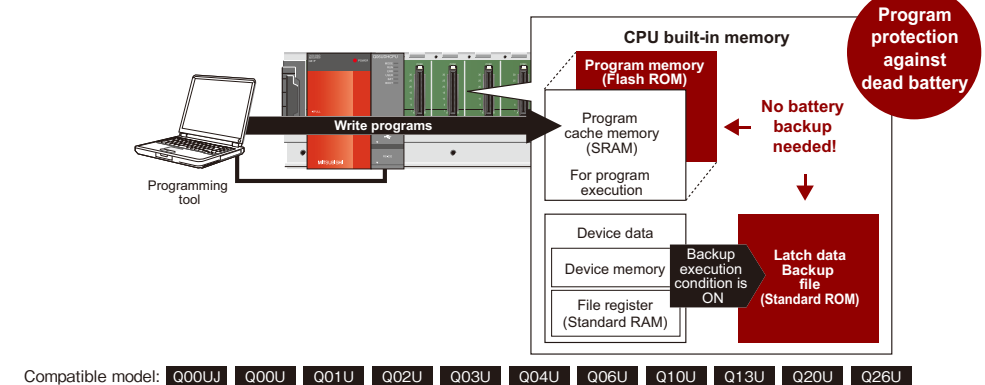 Program
protection
against
dead battery
CPU built-in memory
Program memory
(Flash ROM)
Program
cache memory
(SRAM)
For program
execution
No battery
backup
needed!
Write programs
MITSUBISHI
Programming
tool
Device data
Device memory
File register
(Standard RAM)
Backup
execution
condition is
ON
Latch data
Backup
file
(Standard ROM)
Compatible model: Q00UJ Q00U Q01U Q02U Q03U Q04U Q06U Q10U Q13U Q20U Q26U